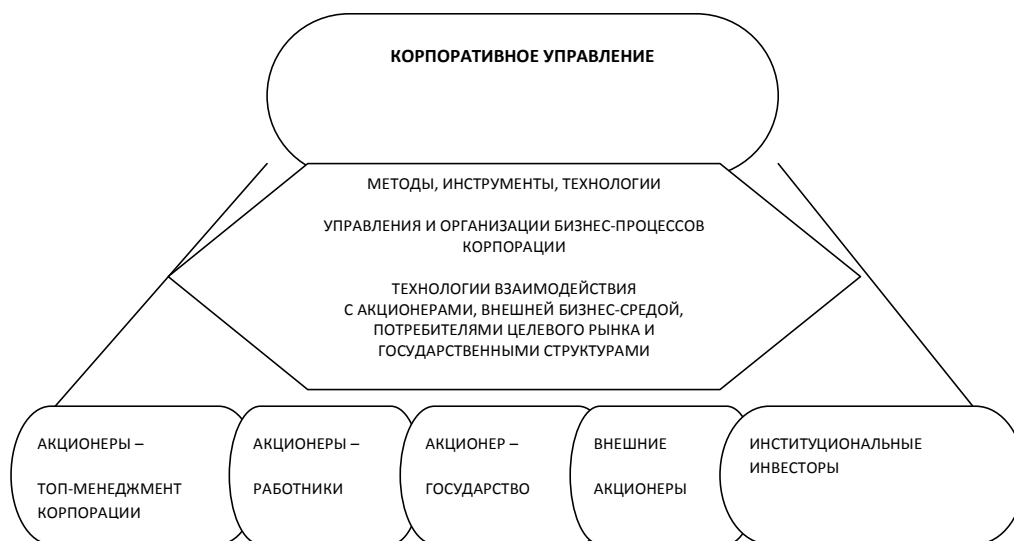 КОРПОРАТИВНОЕ УПРАВЛЕНИЕ
МЕТОДЫ, ИНСТРУМЕНТЫ, ТЕХНОЛОГИИ
УПРАВЛЕНИЯ И ОРГАНИЗАЦИИ БИЗНЕС-ПРОЦЕССОВ
КОРПОРАЦИИ
ТЕХНОЛОГИИ ВЗАИМОДЕЙСТВИЯ
С АКЦИОНЕРАМИ, ВНЕШНЕЙ БИЗНЕС-СРЕДОЙ,
ПОТРЕБИТЕЛЯМИ ЦЕЛЕВОГО РЫНКА И
ГОСУДАРСТВЕННЫМИ СТРУКТУРАМИ
АКЦИОНЕРЫ –
ТОП-МЕНЕДЖМЕНТ
КОРПОРАЦИИ
АКЦИОНЕРЫ –
РАБОТНИКИ
АКЦИОНЕР –
ГОСУДАРСТВО
ВНЕШНИЕ
АКЦИОНЕРЫ
ИНСТИТУЦИОНАЛЬНЫЕ
ИНВЕСТОРЫ